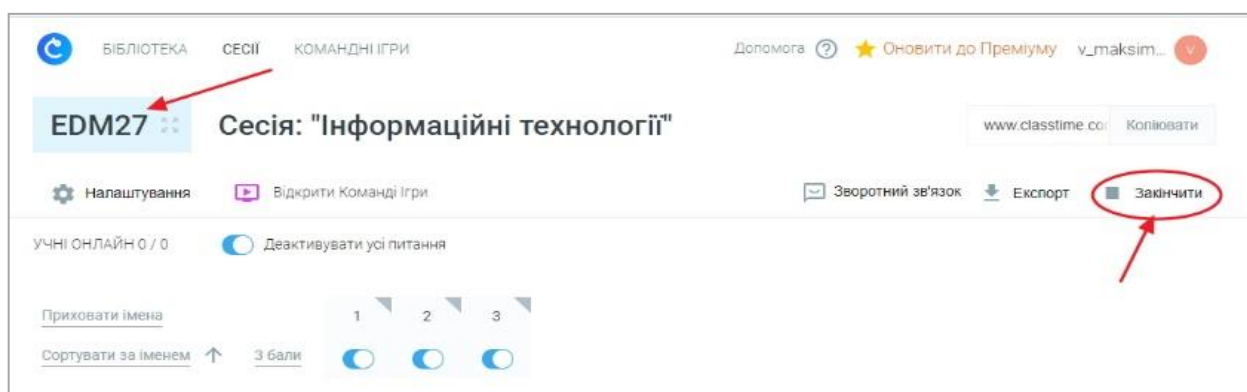 БІБЛІОТЕКА СЕСІЇ КОМАНДНІ ІГРИ Допомога ? Оновити до Преміуму v_maksim... V
EDM27 Сесія: "Інформаційні технології" www.classtime.co Копіювати
Налаштування Відкрити Команді Ігри Зворотний зв'язок Експорт Закінчити
УЧНІ ОНЛАЙН 0 / 0 Деактивувати усі питання
Приховати імена 1 2 3
Сортувати за іменем ↑ 3 бали